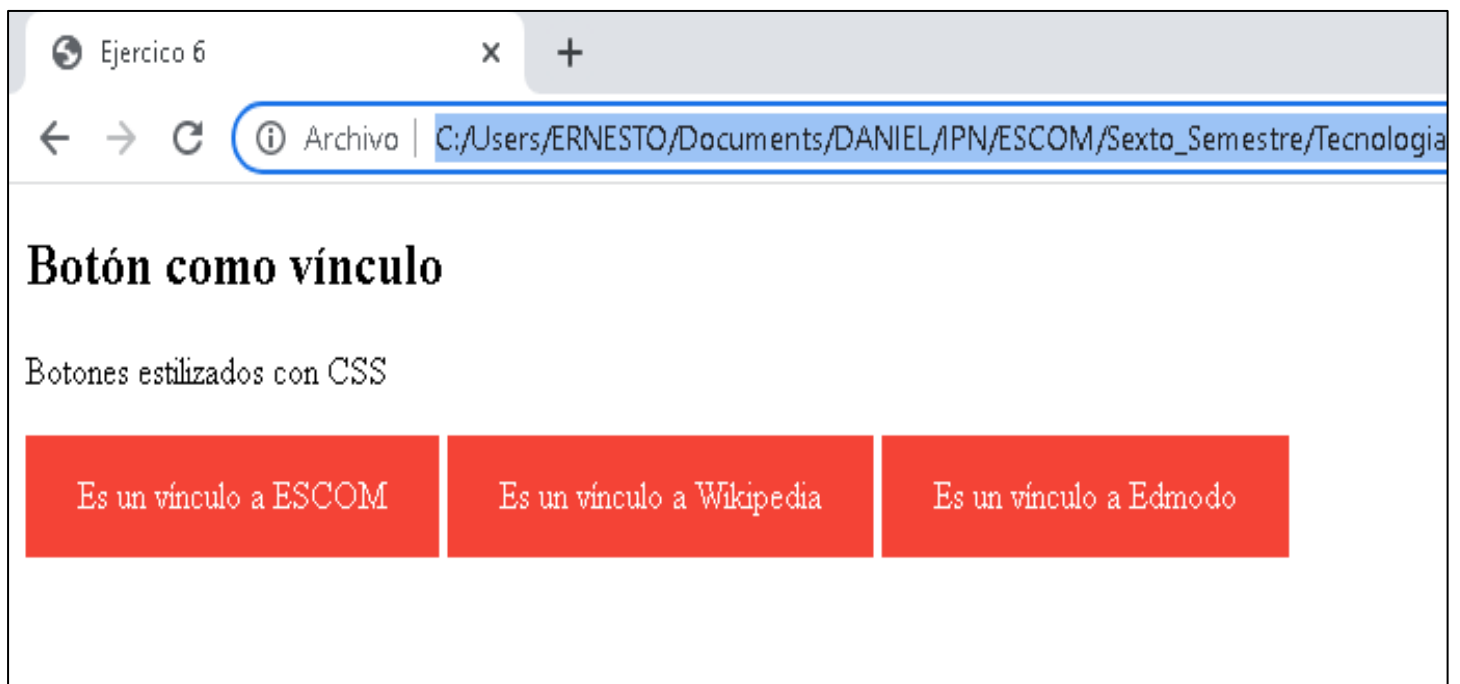 Ejercico 6
Archivo | C:/Users/ERNESTO/Documents/DANIEL/IPN/ESCOM/Sexto_Semestre/Tecnologia
Botón como vínculo
Botones estilizados con CSS
Es un vínculo a ESCOM Es un vínculo a Wikipedia Es un vínculo a Edmodo